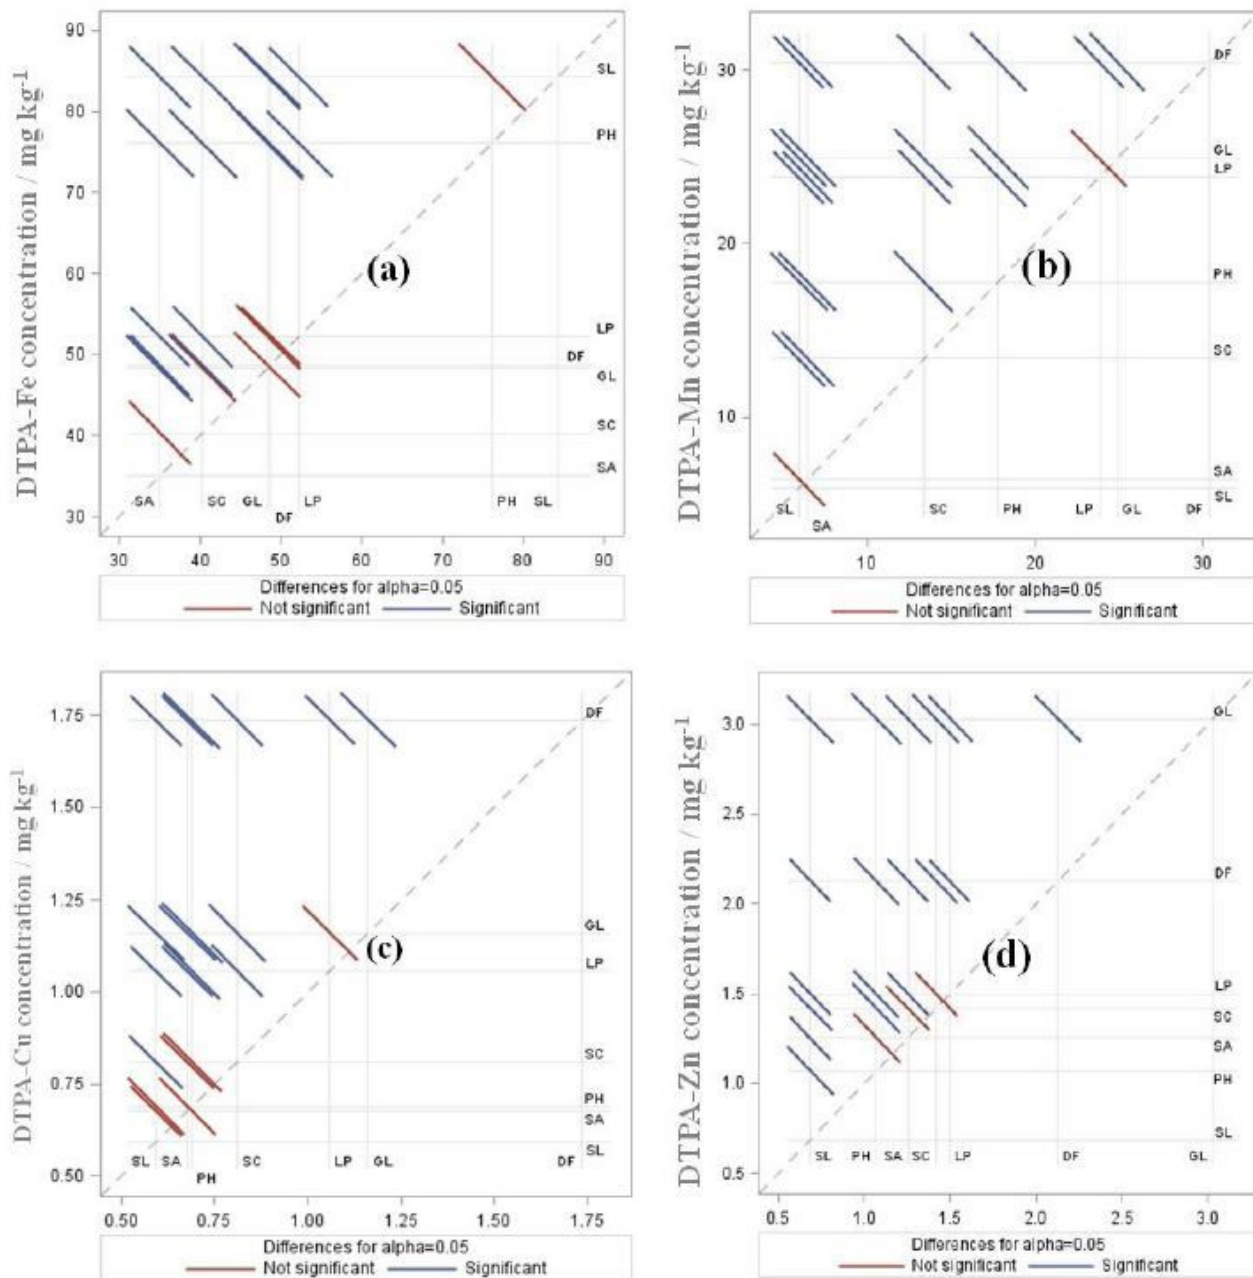 DTPA-Fe concentration / mg kg-1
90
80
70
60
50
40
30
SL
PH
LP
DF
GL
SC
SA
(a)
SA
SC
GL
DF
LP
PH
SL
30 40 50 60 70 80 90
Differences for alpha=0.05
Not significant Significant
DTPA-Mn concentration / mg kg-1
30
20
10
DF
GL
LP
PH
SC
SA
SL
(b)
SL
SA
SC
PH
LP
GL
DF
10 20 30
Differences for alpha=0.05
Not significant Significant
DTPA-Cu concentration / mg kg-1
1.75
1.50
1.25
1.00
0.75
0.50
DF
GL
LP
SC
PH
SA
SL
(c)
SL
SA
PH
SC
LP
GL
DF
0.50 0.75 1.00 1.25 1.50 1.75
Differences for alpha=0.05
Not significant Significant
DTPA-Zn concentration / mg kg-1
3.0
2.5
2.0
1.5
1.0
0.5
GL
DF
LP
SC
SA
PH
SL
(d)
SL
PH
SA
SC
LP
DF
GL
0.5 1.0 1.5 2.0 2.5 3.0
Differences for alpha=0.05
Not significant Significant